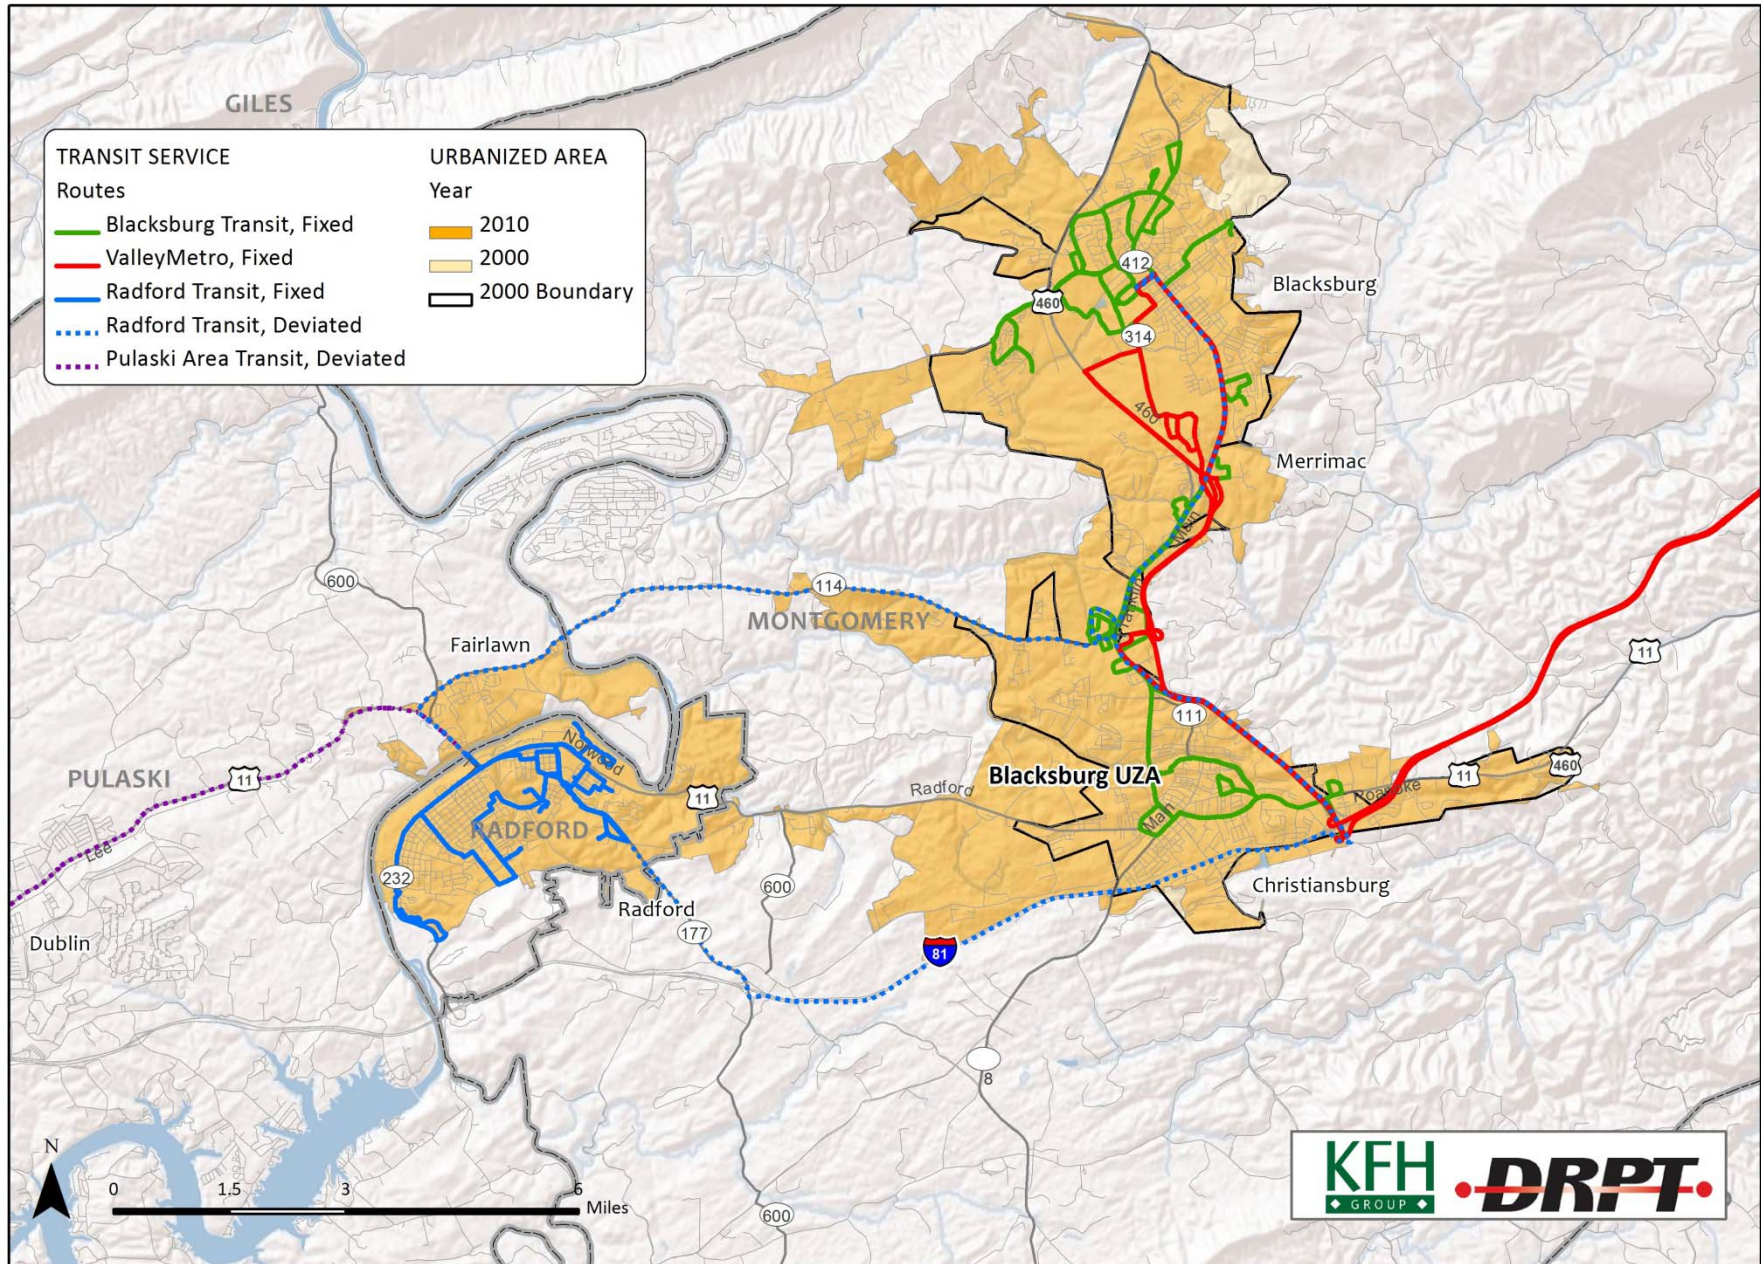 GILES
TRANSIT SERVICE
Routes
Blacksburg Transit, Fixed
ValleyMetro, Fixed
Radford Transit, Fixed
Radford Transit, Deviated
Pulaski Area Transit, Deviated
URBANIZED AREA
Year
2010
2000
2000 Boundary
412
Blacksburg
460
314
460
Merrimac
Main
600
114
Franklin
MONTGOMERY
Fairlawn
11
111
Norwood
PULASKI
11
Blacksburg UZA
460
11
Radford
Roanoke
11
Main
RADFORD
Lee
232
600
Christiansburg
Radford
177
Dublin
81
8
N
0
1.5
3
6
Miles
600
KFH
GROUP
DRPT